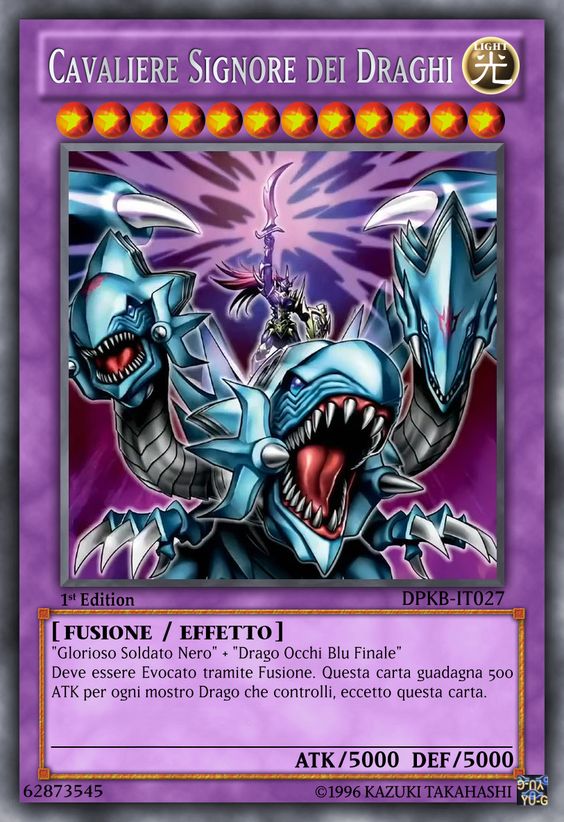 CAVALIERE SIGNORE DEI DRAGHI
LIGHT
光
1st Edition
DPKB-IT027
[ FUSIONE / EFFETTO ]
"Glorioso Soldato Nero" + "Drago Occhi Blu Finale"
Deve essere Evocato tramite Fusione. Questa carta guadagna 500
ATK per ogni mostro Drago che controlli, eccetto questa carta.
ATK/5000 DEF/5000
62873545
©1996 KAZUKI TAKAHASHI